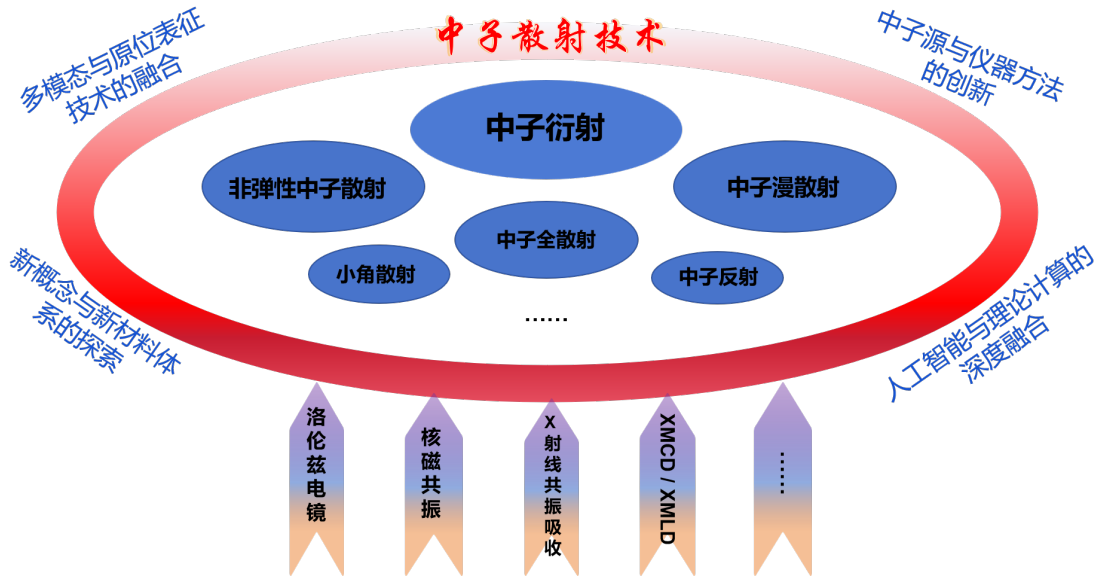 中子散射技术
多模态与原位表征
技术的融合
中子源与仪器方法
的创新
中子衍射
非弹性中子散射
中子漫散射
中子全散射
小角散射
中子反射
……
新概念与新材料体
系的探索
人工智能与理论计算的
深度融合
洛伦兹电镜
核磁共振
X射线共振吸收
XMCD / XMLD
……